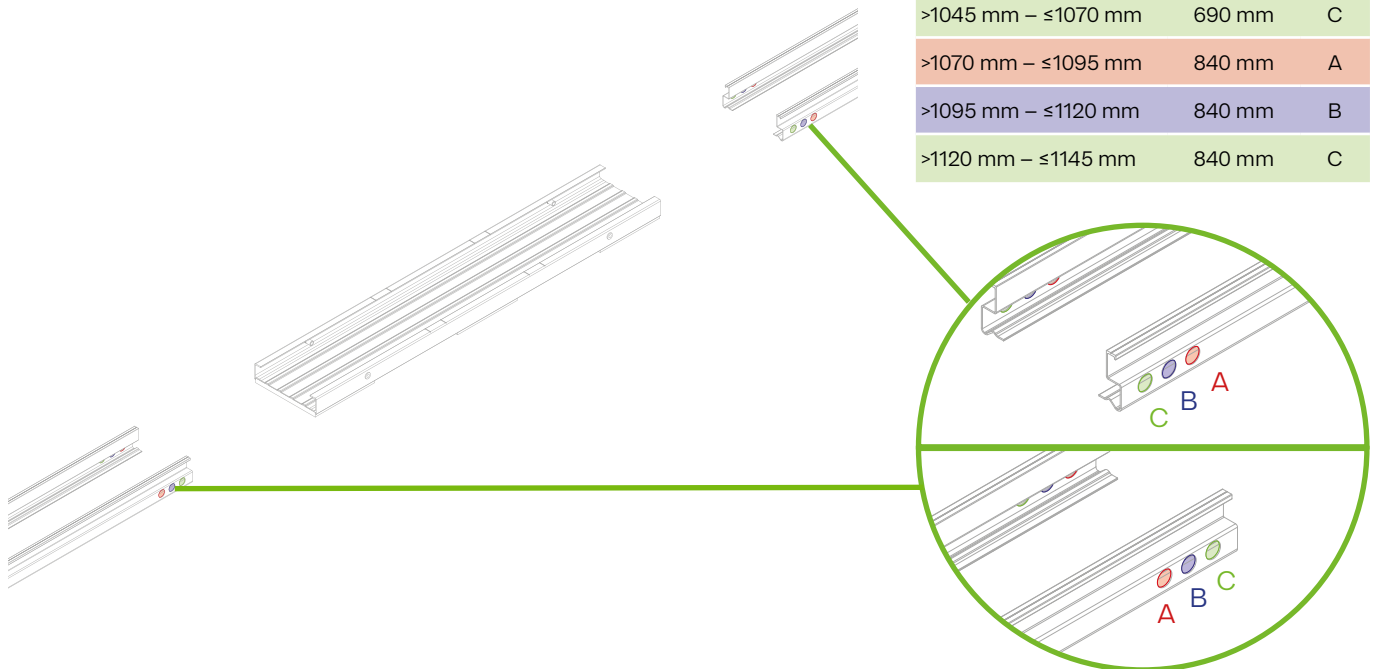 >1045 mm – ≤1070 mm 690 mm C
>1070 mm – ≤1095 mm 840 mm A
>1095 mm – ≤1120 mm 840 mm B
>1120 mm – ≤1145 mm 840 mm C
A
B
C
C
B
A